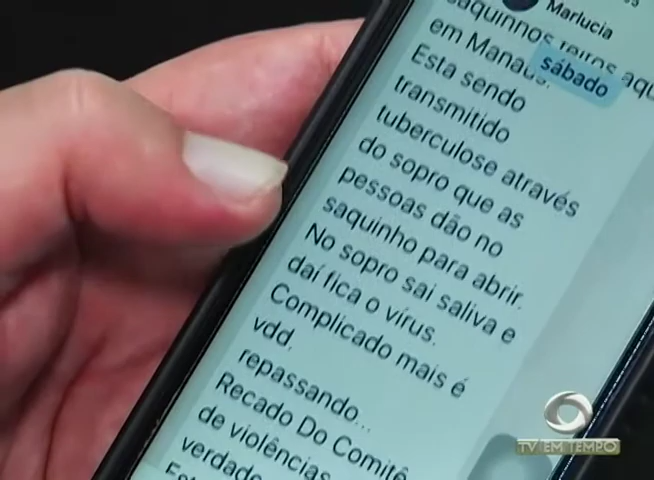 Marlucia
saquinhos
em Manaus.
sábado
Esta sendo
transmitido
tuberculose através
do sopro que as
pessoas dão no
saquinho para abrir.
No sopro sai saliva e
daí fica o vírus.
Complicado mais é
vdd.
repassando...
Recado Do Comitê
de violências
verdade
TV EM TEMPO